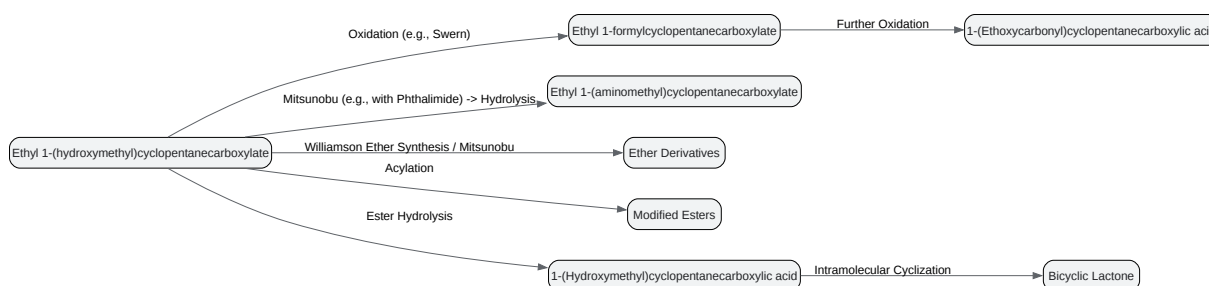 Oxidation (e.g., Swern)
Ethyl 1-formylcyclopentanecarboxylate
Further Oxidation
1-(Ethoxycarbonyl)cyclopentanecarboxylic aci
Mitsunobu (e.g., with Phthalimide) -> Hydrolysis
Ethyl 1-(aminomethyl)cyclopentanecarboxylate
Ethyl 1-(hydroxymethyl)cyclopentanecarboxylate
Williamson Ether Synthesis / Mitsunobu
Ether Derivatives
Acylation
Modified Esters
Ester Hydrolysis
1-(Hydroxymethyl)cyclopentanecarboxylic acid
Intramolecular Cyclization
Bicyclic Lactone